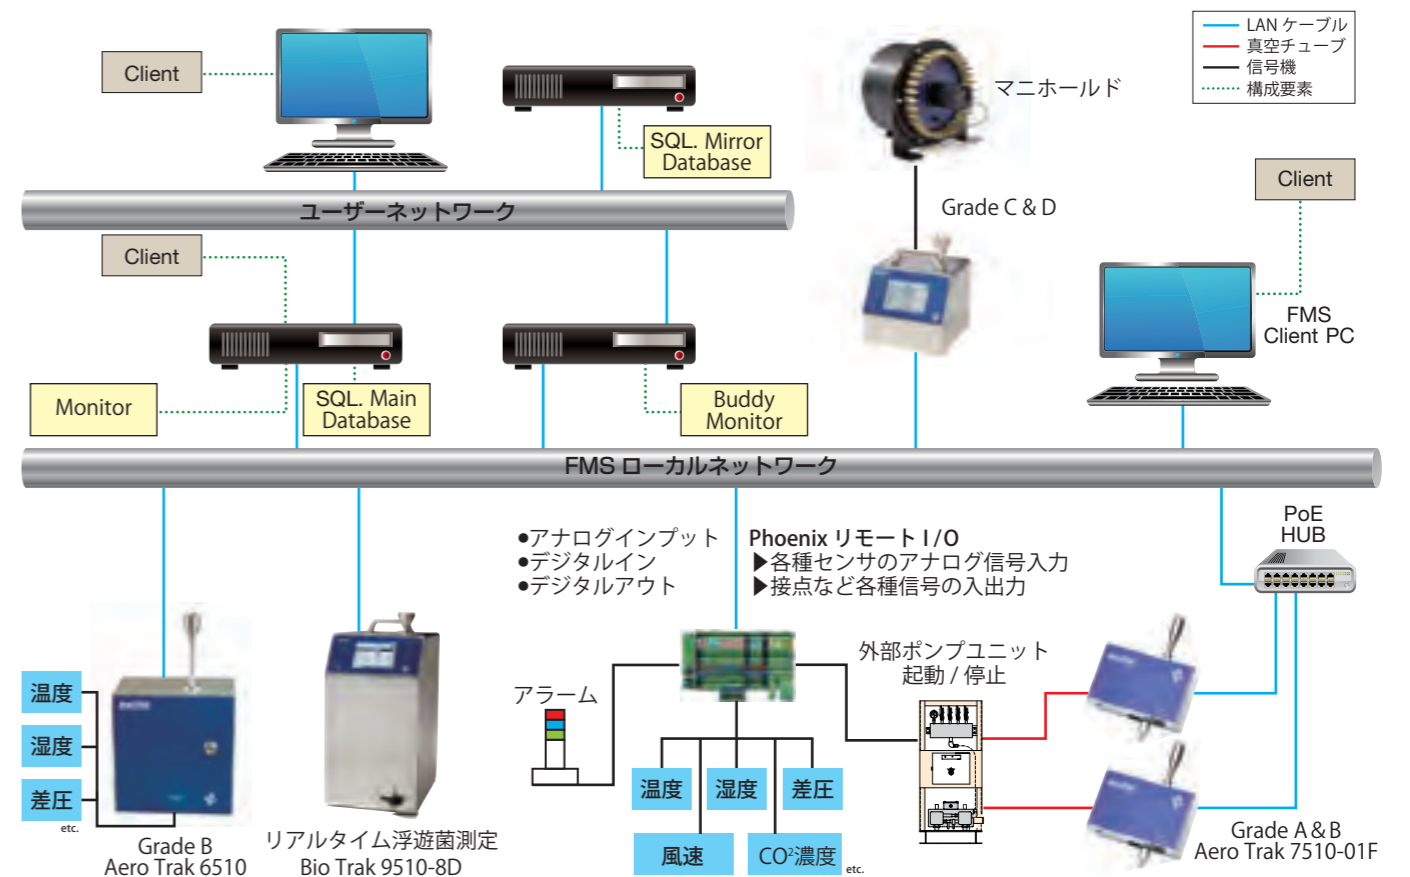 LAN ケーブル
真空チューブ
信号機
構成要素
Client
SQL. Mirror
Database
マニホールド
Client
ユーザーネットワーク
Grade C & D
Client
FMS
Client PC
Monitor
SQL. Main
Database
Buddy
Monitor
FMS ローカルネットワーク
●アナログインプット
●デジタルイン
●デジタルアウト
Phoenix リモート I / O
▶各種センサのアナログ信号入力
▶接点など各種信号の入出力
PoE
HUB
外部ポンプユニット
起動 / 停止
アラーム
温度
湿度
差圧
etc.
温度
湿度
差圧
風速
CO²濃度
etc.
Grade B
Aero Trak 6510
リアルタイム浮遊菌測定
Bio Trak 9510-8D
Grade A & B
Aero Trak 7510-01F